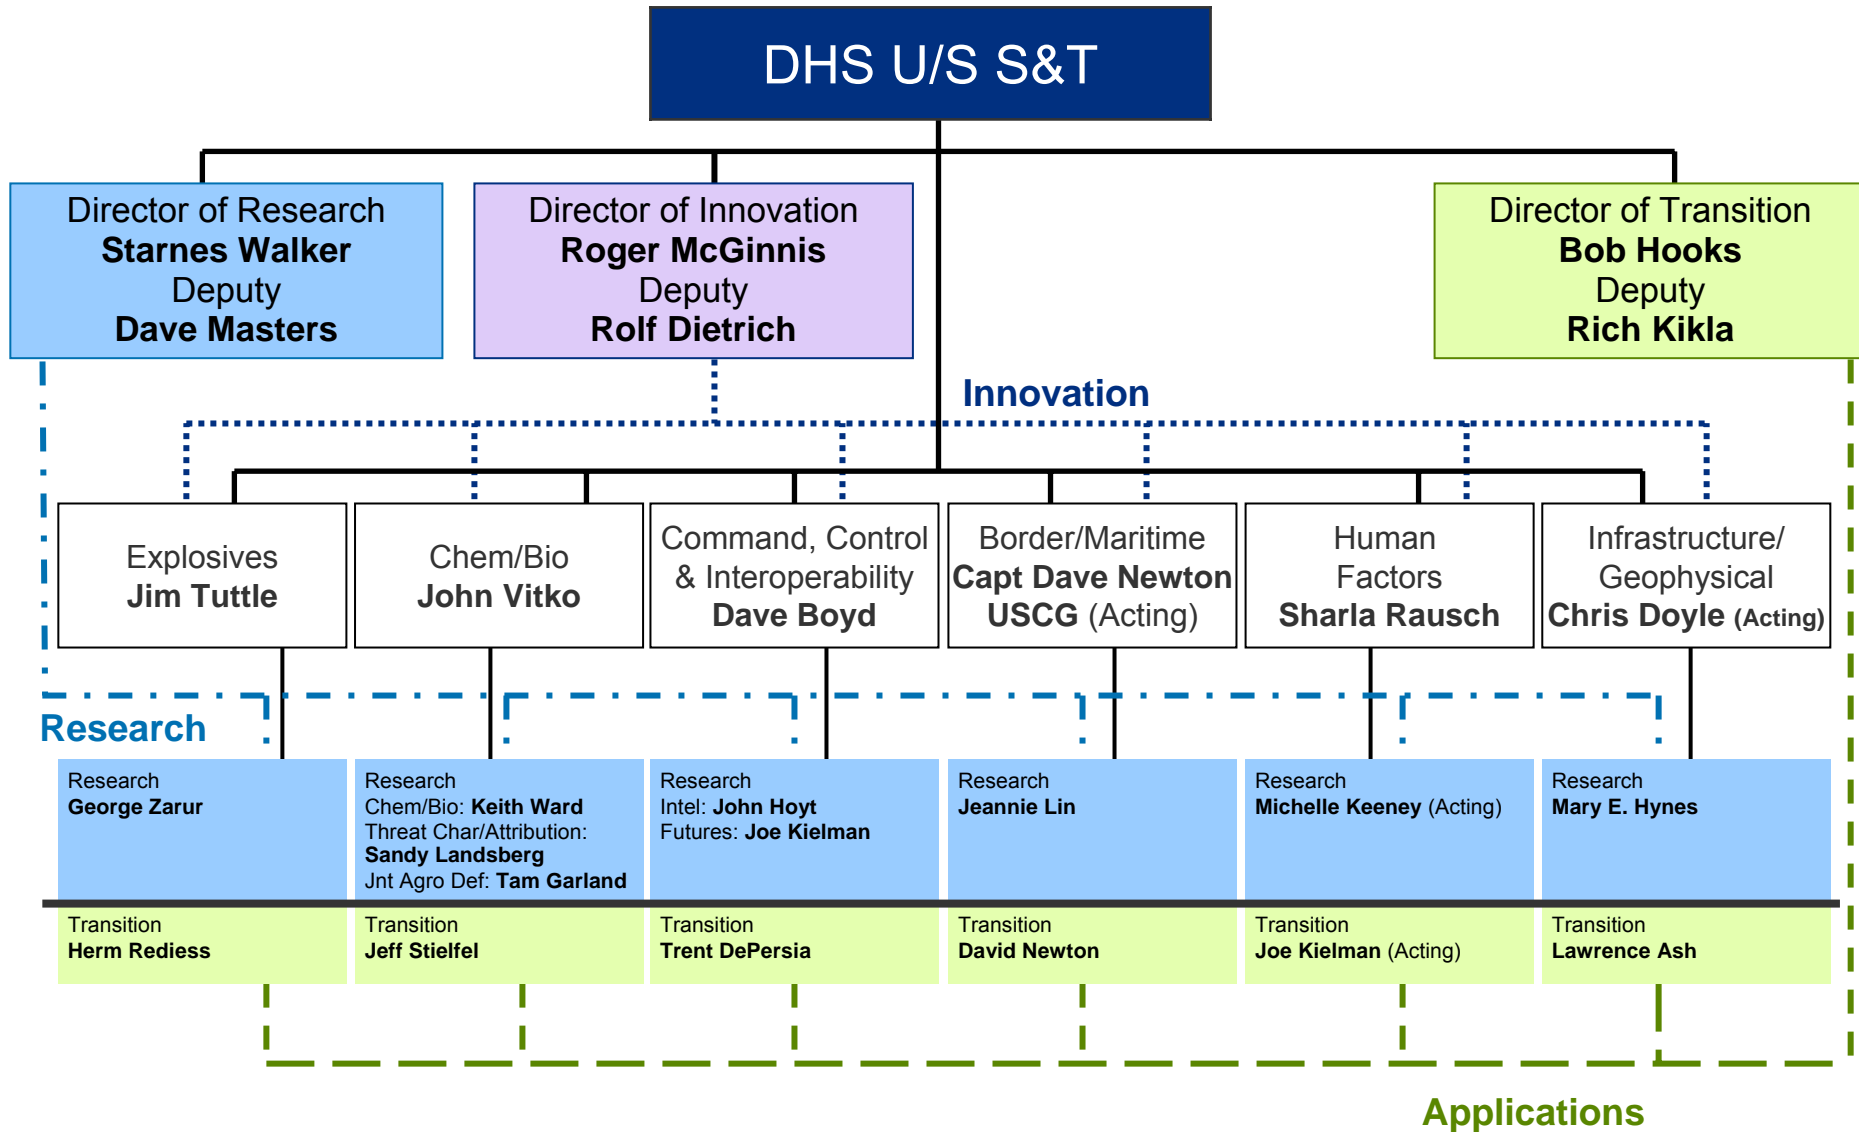 DHS U/S S&T
Director of Research
Starnes Walker
Deputy
Dave Masters
Director of Innovation
Roger McGinnis
Deputy
Rolf Dietrich
Director of Transition
Bob Hooks
Deputy
Rich Kikla
Innovation
Explosives
Jim Tuttle
Chem/Bio
John Vitko
Command, Control
& Interoperability
Dave Boyd
Border/Maritime
Capt Dave Newton
USCG (Acting)
Human
Factors
Sharla Rausch
Infrastructure/
Geophysical
Chris Doyle (Acting)
Research
Research
George Zarur
Research
Chem/Bio: Keith Ward
Threat Char/Attribution:
Sandy Landsberg
Jnt Agro Def: Tam Garland
Research
Intel: John Hoyt
Futures: Joe Kielman
Research
Jeannie Lin
Research
Michelle Keeney (Acting)
Research
Mary E. Hynes
Transition
Herm Rediess
Transition
Jeff Stielfel
Transition
Trent DePersia
Transition
David Newton
Transition
Joe Kielman (Acting)
Transition
Lawrence Ash
Applications